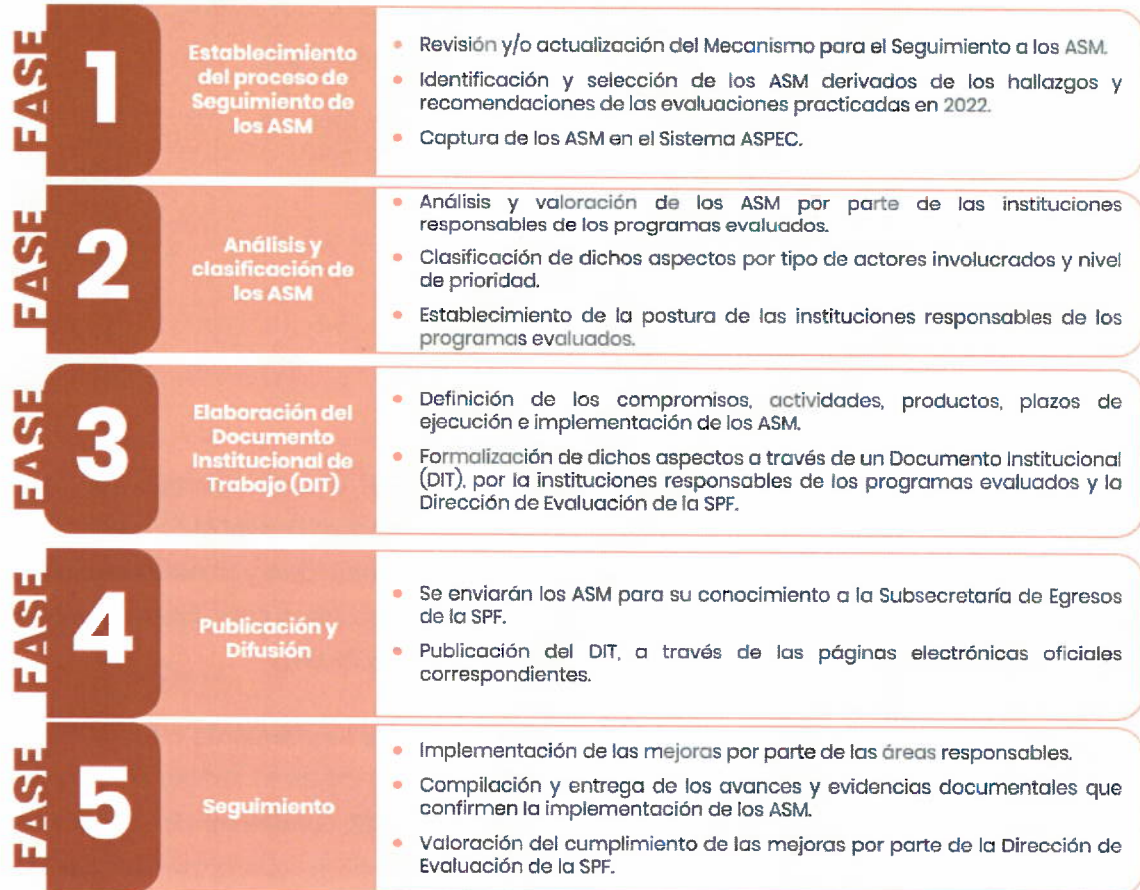 FASE
1
Establecimiento
del proceso de
Seguimiento de
los ASM
• Revisión y/o actualización del Mecanismo para el Seguimiento a los ASM.
• Identificación y selección de los ASM derivados de los hallazgos y
recomendaciones de las evaluaciones practicadas en 2022.
• Captura de los ASM en el Sistema ASPEC.
FASE
2
Análisis y
clasificación de
los ASM
• Análisis y valoración de los ASM por parte de las instituciones
responsables de los programas evaluados.
• Clasificación de dichos aspectos por tipo de actores involucrados y nivel
de prioridad.
• Establecimiento de la postura de las instituciones responsables de los
programas evaluados.
FASE
3
Elaboración del
Documento
Institucional de
Trabajo (DIT)
• Definición de los compromisos, actividades, productos, plazos de
ejecución e implementación de los ASM.
• Formalización de dichos aspectos a través de un Documento Institucional
(DIT), por la instituciones responsables de los programas evaluados y la
Dirección de Evaluación de la SPF.
FASE
4
Publicación y
Difusión
• Se enviarán los ASM para su conocimiento a la Subsecretaría de Egresos
de la SPF.
• Publicación del DIT, a través de las páginas electrónicas oficiales
correspondientes.
FASE
5
Seguimiento
• Implementación de las mejoras por parte de las áreas responsables.
• Compilación y entrega de los avances y evidencias documentales que
confirmen la implementación de los ASM.
• Valoración del cumplimiento de las mejoras por parte de la Dirección de
Evaluación de la SPF.